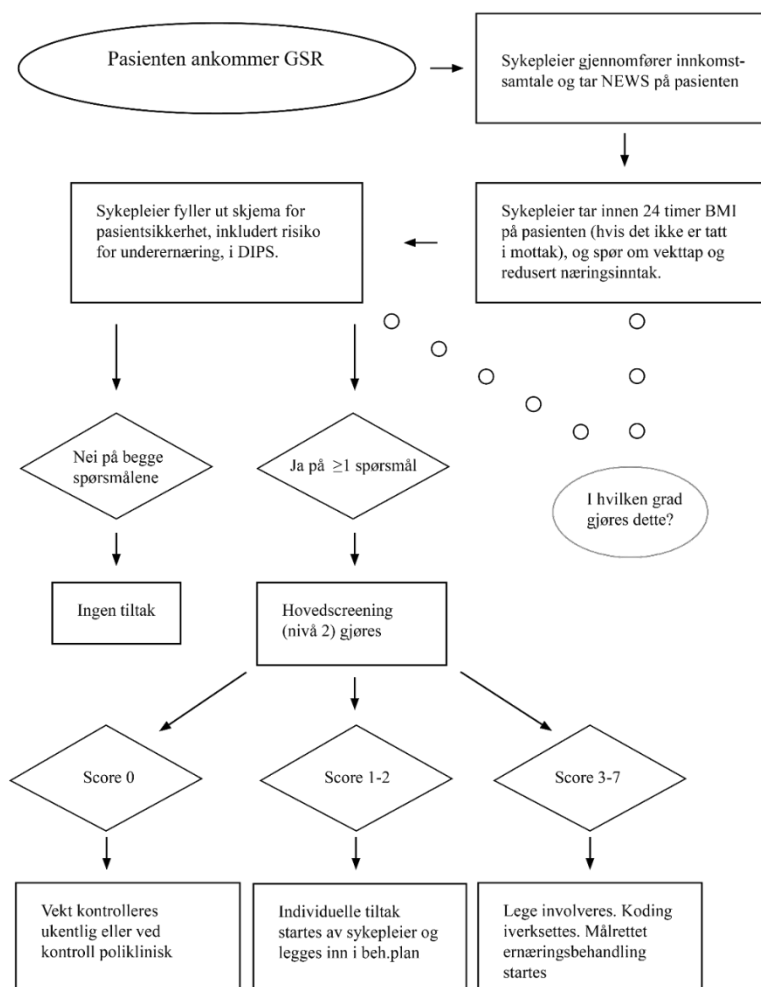 Pasienten ankommer GSR
Sykepleier gjennomfører innkomst-
samtale og tar NEWS på pasienten
Sykepleier tar innen 24 timer BMI
på pasienten (hvis det ikke er tatt
i mottak), og spør om vekttap og
redusert næringsinntak.
Sykepleier fyller ut skjema for
pasientsikkerhet, inkludert risiko
for underernæring, i DIPS.
I hvilken grad
gjøres dette?
Nei på begge
spørsmålene
Ja på ≥1 spørsmål
Ingen tiltak
Hovedscreening
(nivå 2) gjøres
Score 0
Score 1-2
Score 3-7
Vekt kontrolleres
ukentlig eller ved
kontroll poliklinisk
Individuelle tiltak
startes av sykepleier og
legges inn i beh.plan
Lege involveres. Koding
iverksettes. Målrettet
ernæringsbehandling
startes